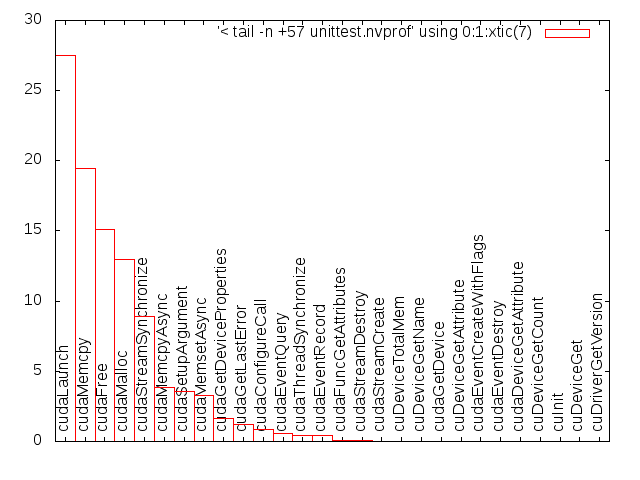 '< tail -n +57 unittest.nvprof' using 0:1:xtic(7)
30
25
20
15
10
5
0
cudaLaunch
cudaMemcpy
cudaFree
cudaMalloc
cudaStreamSynchronize
cudaMemcpyAsync
cudaSetupArgument
cudaMemsetAsync
cudaGetDeviceProperties
cudaGetLastError
cudaConfigureCall
cudaEventQuery
cudaThreadSynchronize
cudaEventRecord
cudaFuncGetAttributes
cudaStreamDestroy
cudaStreamCreate
cuDeviceTotalMem
cuDeviceGetName
cudaGetDevice
cuDeviceGetAttribute
cudaEventCreateWithFlags
cudaEventDestroy
cudaDeviceGetAttribute
cuDeviceGetCount
cuInit
cuDeviceGet
cuDriverGetVersion